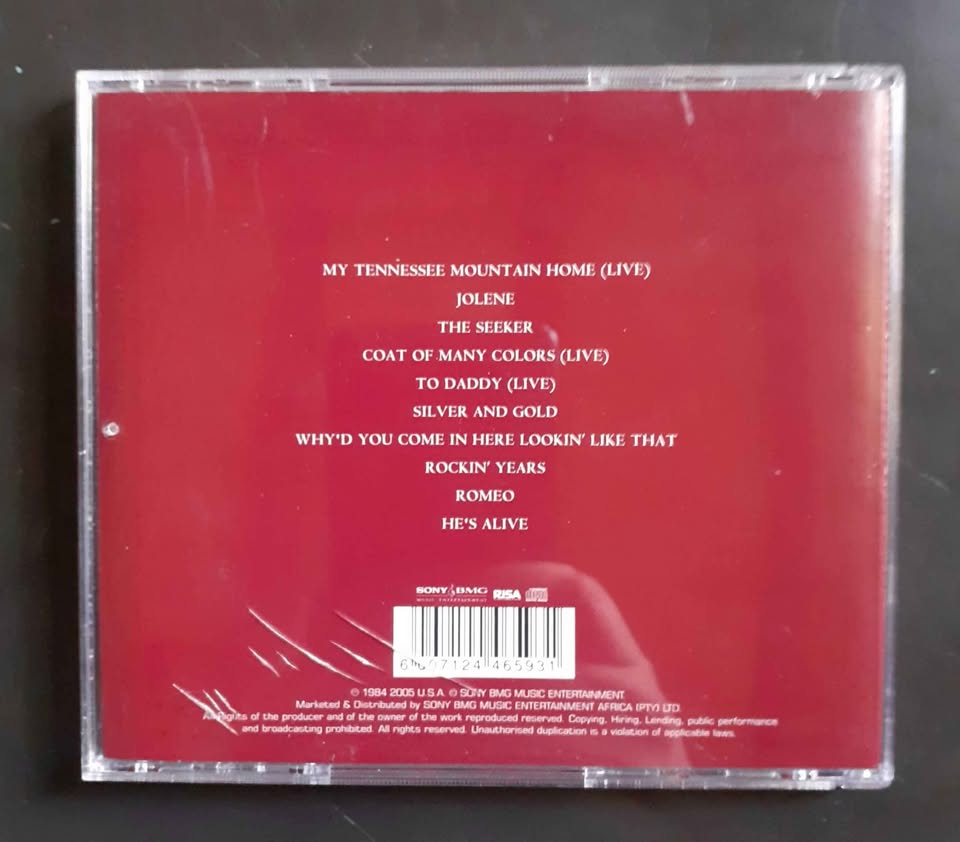 MY TENNESSEE MOUNTAIN HOME (LIVE)
JOLENE
THE SEEKER
COAT OF MANY COLORS (LIVE)
TO DADDY (LIVE)
SILVER AND GOLD
WHY'D YOU COME IN HERE LOOKIN' LIKE THAT
ROCKIN' YEARS
ROMEO
HE'S ALIVE
SONY BMG RISA
MUSIC ENTERTAINMENT
6 007124 465931
℗ 1984 2005 U.S.A. © SONY BMG MUSIC ENTERTAINMENT
Marketed & Distributed by SONY BMG MUSIC ENTERTAINMENT AFRICA (PTY) LTD.
All rights of the producer and of the owner of the work reproduced reserved. Copying, Hiring, Lending, public performance
and broadcasting prohibited. All rights reserved. Unauthorised duplication is a violation of applicable laws.